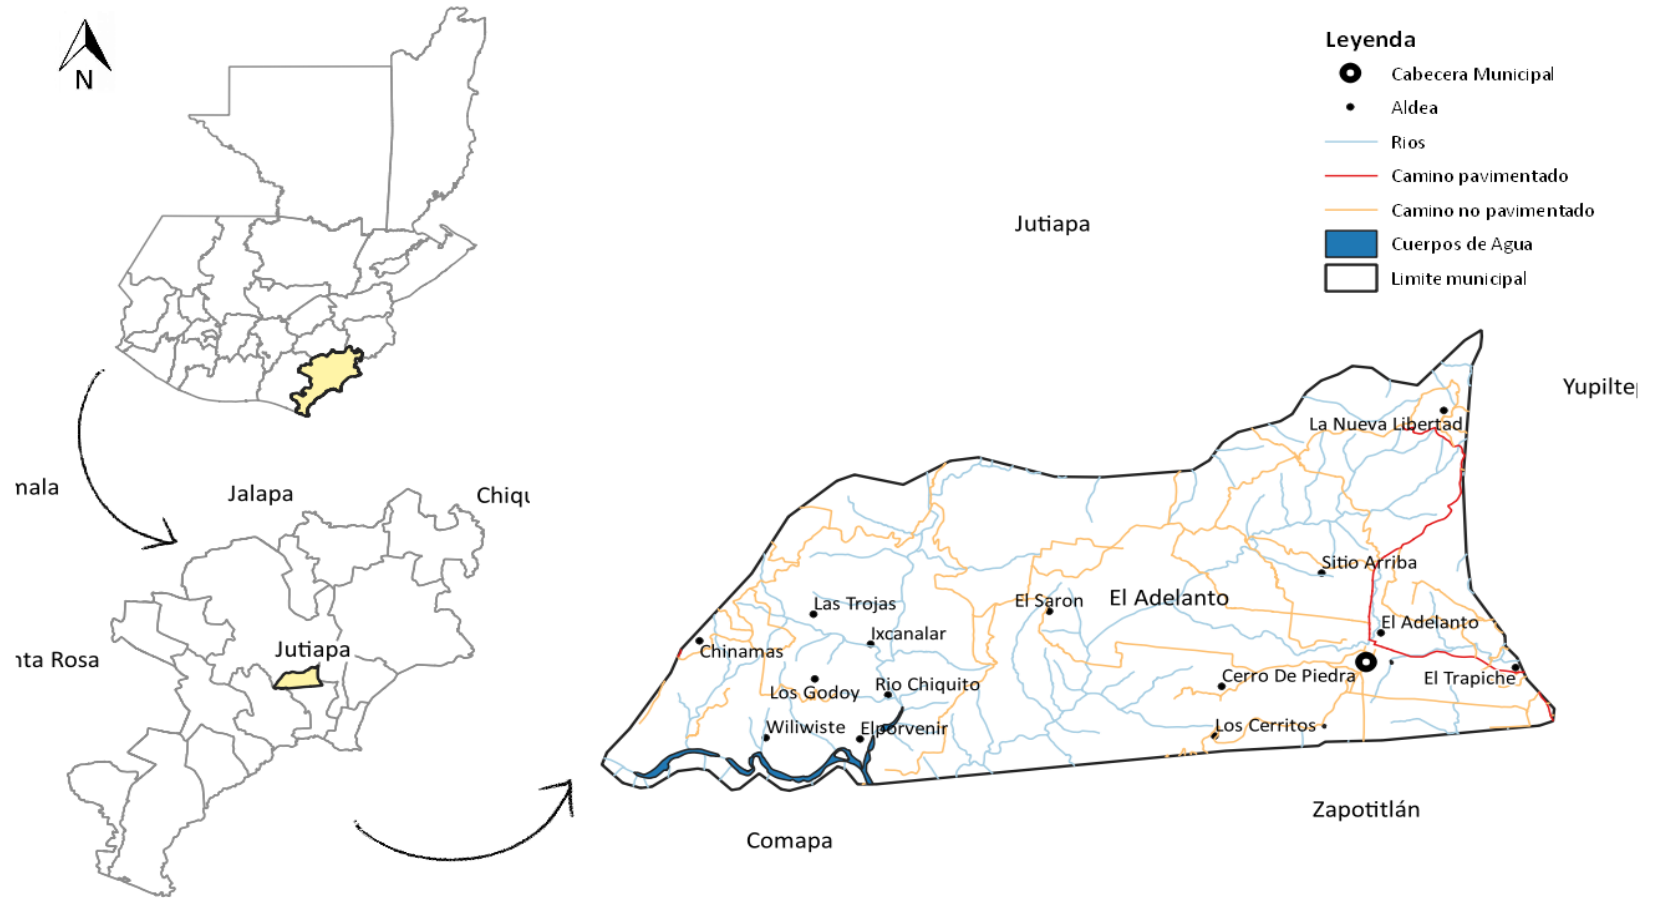 N
Leyenda
Cabecera Municipal
Aldea
Rios
Camino pavimentado
Camino no pavimentado
Cuerpos de Agua
Limite municipal
Jutiapa
Yupilte
La Nueva Libertad
nala
Jalapa
Chiqu
Sitio Arriba
El Saron
El Adelanto
Las Trojas
El Adelanto
Ixcanalar
Chinamas
Jutiapa
nta Rosa
Cerro De Piedra
El Trapiche
Los Godoy
Rio Chiquito
Wiliwiste
Elporvenir
Los Cerritos
Zapotitlán
Comapa